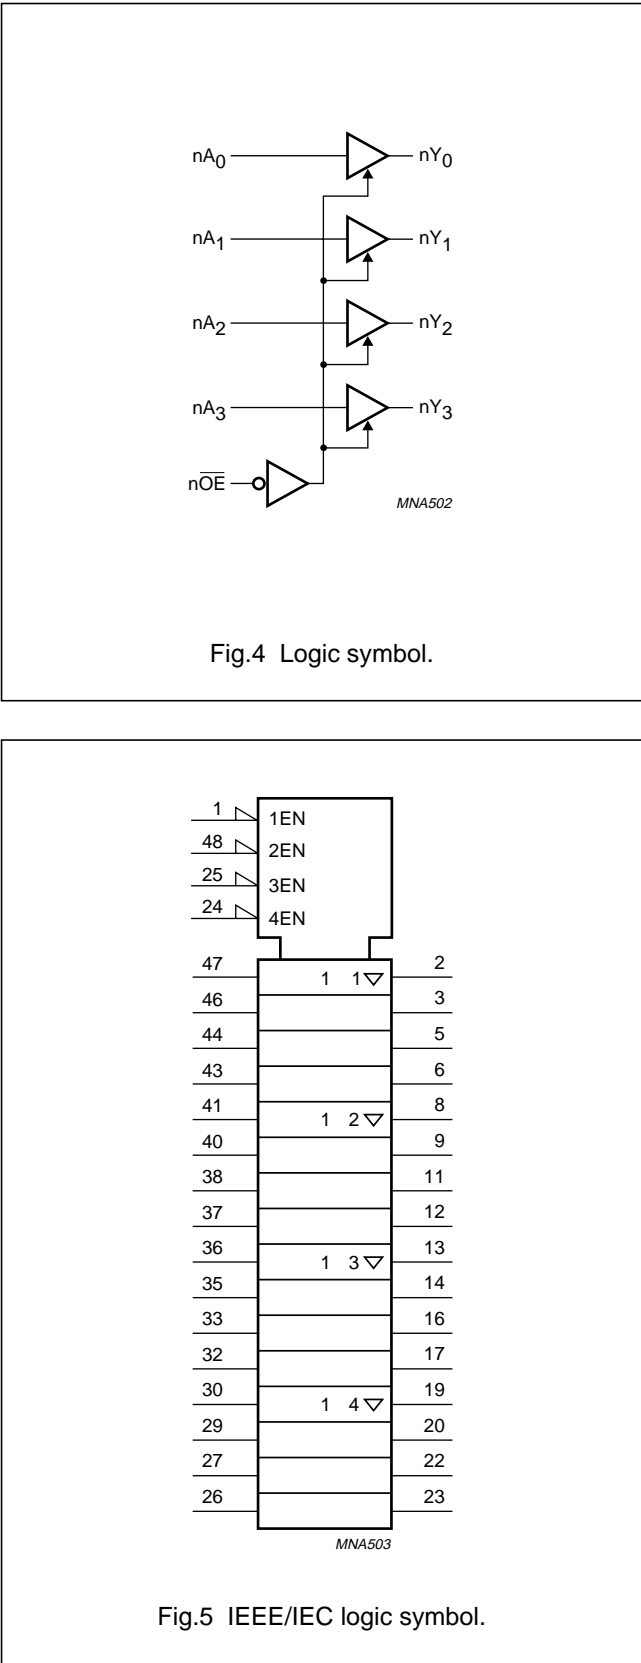 nA0 nY0
nA1 nY1
nA2 nY2
nA3 nY3
nO̅E̅
MNA502
Fig.4 Logic symbol.
1 1EN
48 2EN
25 3EN
24 4EN
47 1 1▽ 2
46 3
44 5
43 6
41 1 2▽ 8
40 9
38 11
37 12
36 1 3▽ 13
35 14
33 16
32 17
30 1 4▽ 19
29 20
27 22
26 23
MNA503
Fig.5 IEEE/IEC logic symbol.